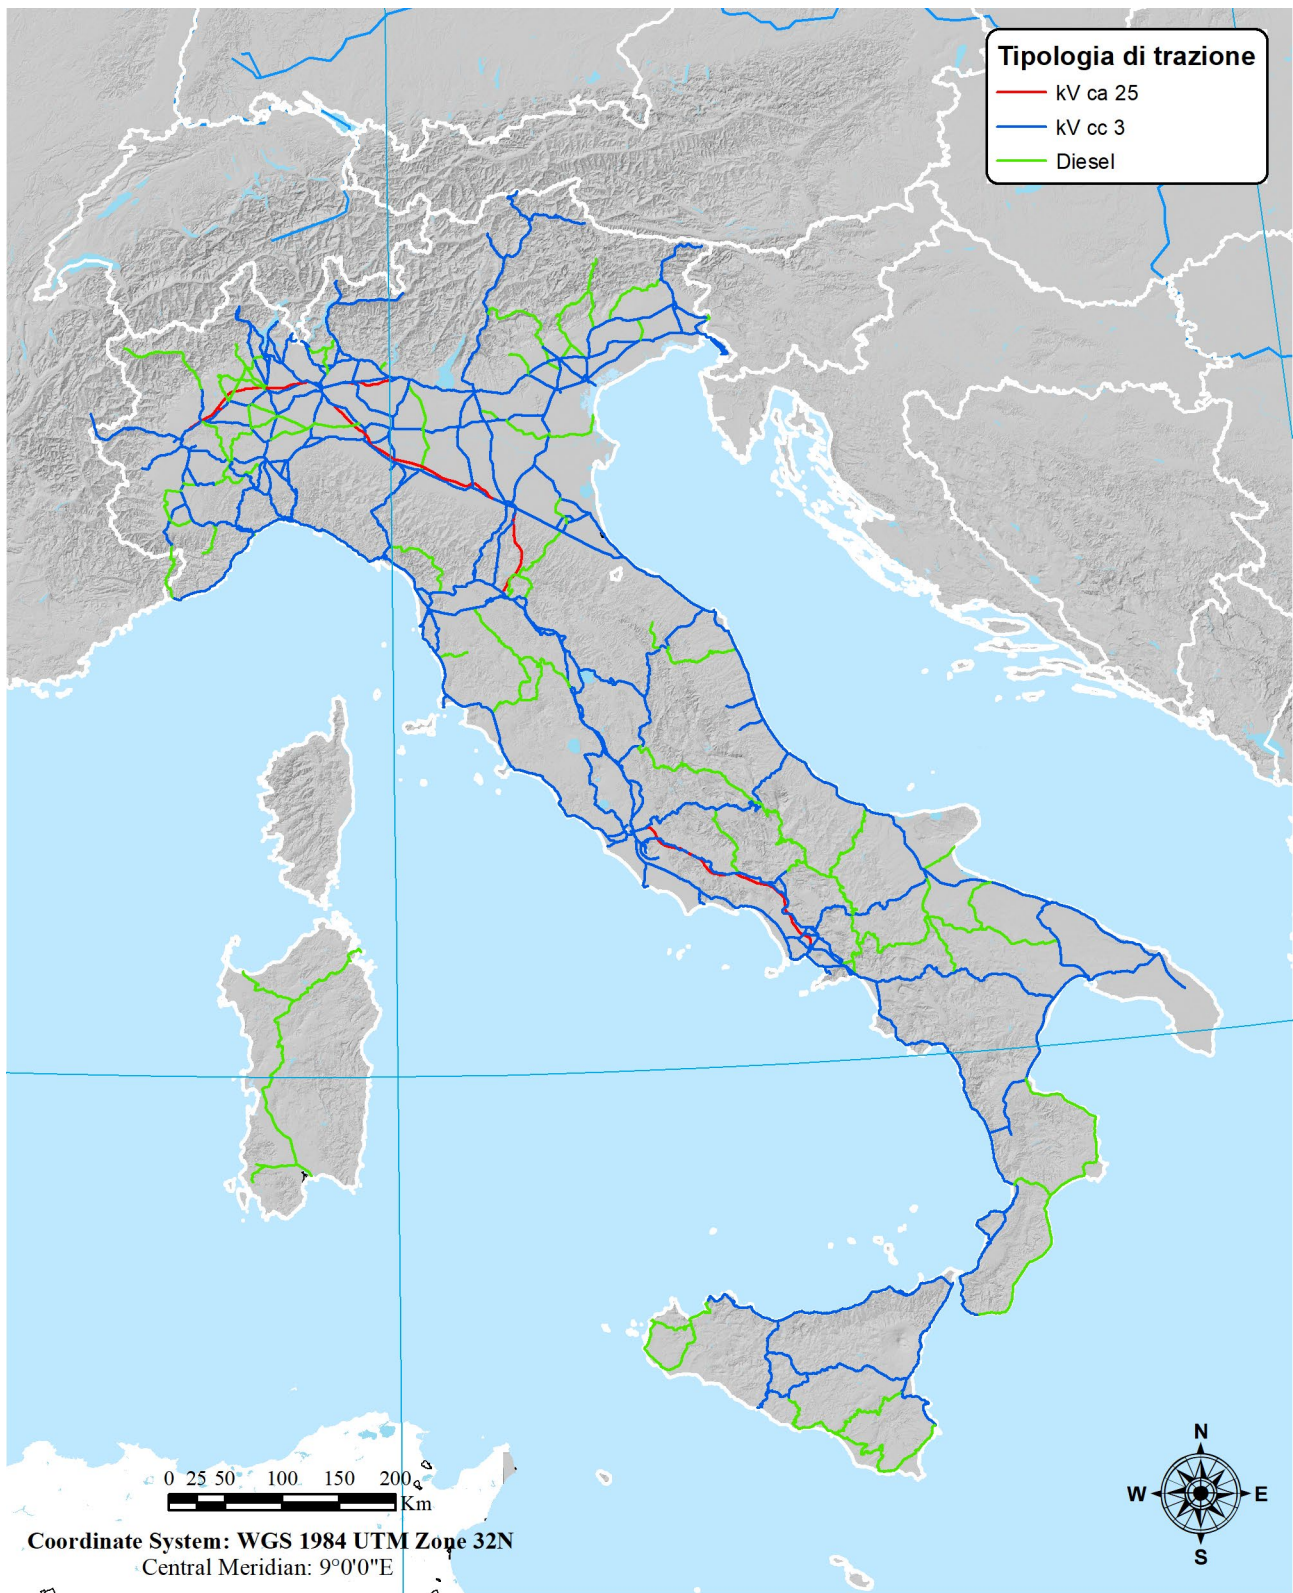 Tipologia di trazione
kV ca 25
kV cc 3
Diesel
N
W E
S
0 25 50 100 150 200
Km
Coordinate System: WGS 1984 UTM Zone 32N
Central Meridian: 9°0'0"E